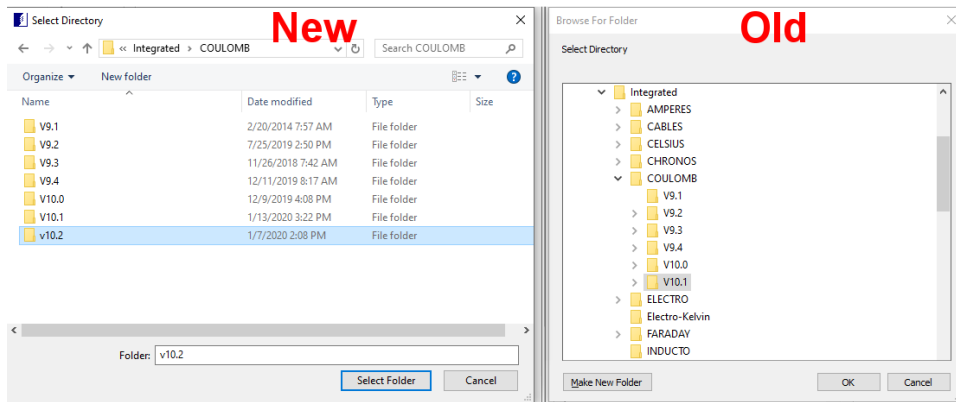 Select Directory
New
« Integrated › COULOMB
Search COULOMB
Organize
New folder
?
Name Date modified Type Size
V9.1 2/20/2014 7:57 AM File folder
V9.2 7/25/2019 2:50 PM File folder
V9.3 11/26/2018 7:42 AM File folder
V9.4 12/11/2019 8:17 AM File folder
V10.0 12/9/2019 4:08 PM File folder
V10.1 1/13/2020 3:22 PM File folder
v10.2 1/7/2020 2:08 PM File folder
Folder: v10.2
Select Folder Cancel
Browse For Folder
Old
Select Directory
Integrated
AMPERES
CABLES
CELSIUS
CHRONOS
COULOMB
V9.1
V9.2
V9.3
V9.4
V10.0
V10.1
ELECTRO
Electro-Kelvin
FARADAY
INDUCTO
Make New Folder OK Cancel